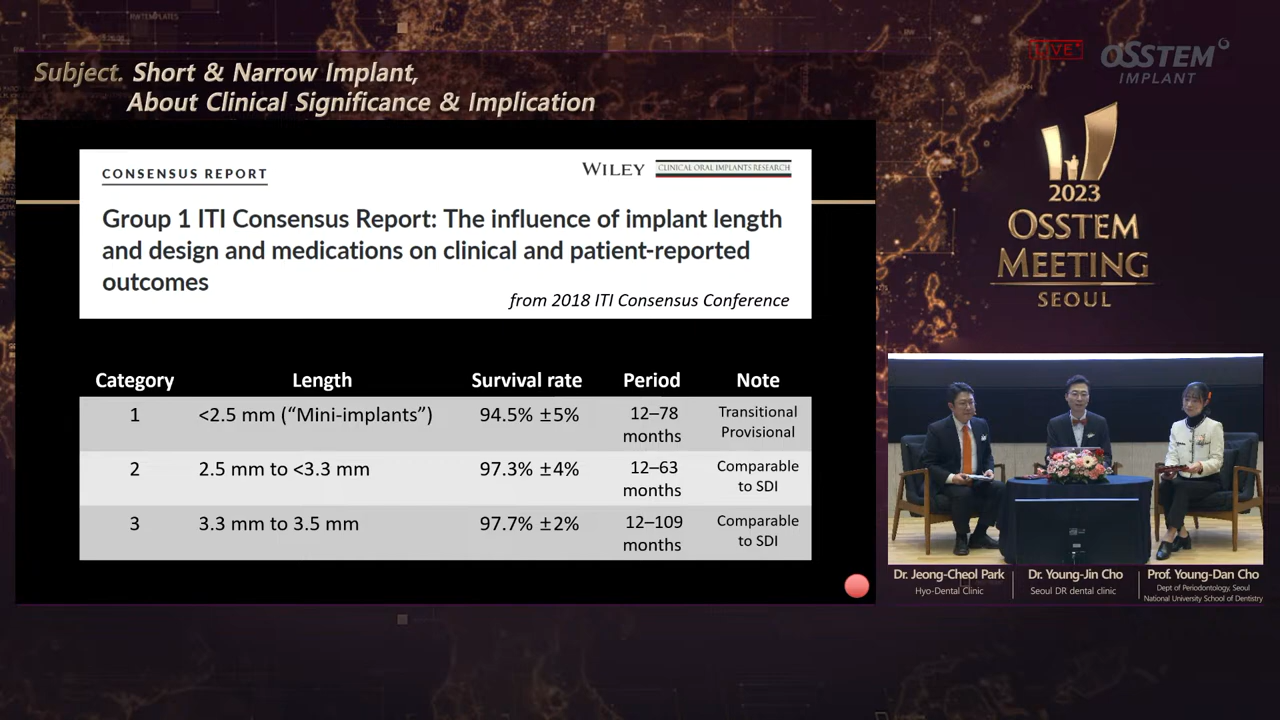 Subject. Short & Narrow Implant,
About Clinical Significance & Implication
LIVE
OSSTEM
IMPLANT
CONSENSUS REPORT
WILEY
CLINICAL ORAL IMPLANTS RESEARCH
Group 1 ITI Consensus Report: The influence of implant length
and design and medications on clinical and patient-reported
outcomes
from 2018 ITI Consensus Conference
Category Length Survival rate Period Note
1 <2.5 mm (“Mini-implants”) 94.5% ±5% 12–78 months Transitional Provisional
2 2.5 mm to <3.3 mm 97.3% ±4% 12–63 months Comparable to SDI
3 3.3 mm to 3.5 mm 97.7% ±2% 12–109 months Comparable to SDI
2023
OSSTEM
MEETING
SEOUL
Dr. Jeong-Cheol Park
Hyo-Dental Clinic
Dr. Young-Jin Cho
Seoul DR dental clinic
Prof. Young-Dan Cho
Dept of Periodontology, Seoul
National University School of Dentistry